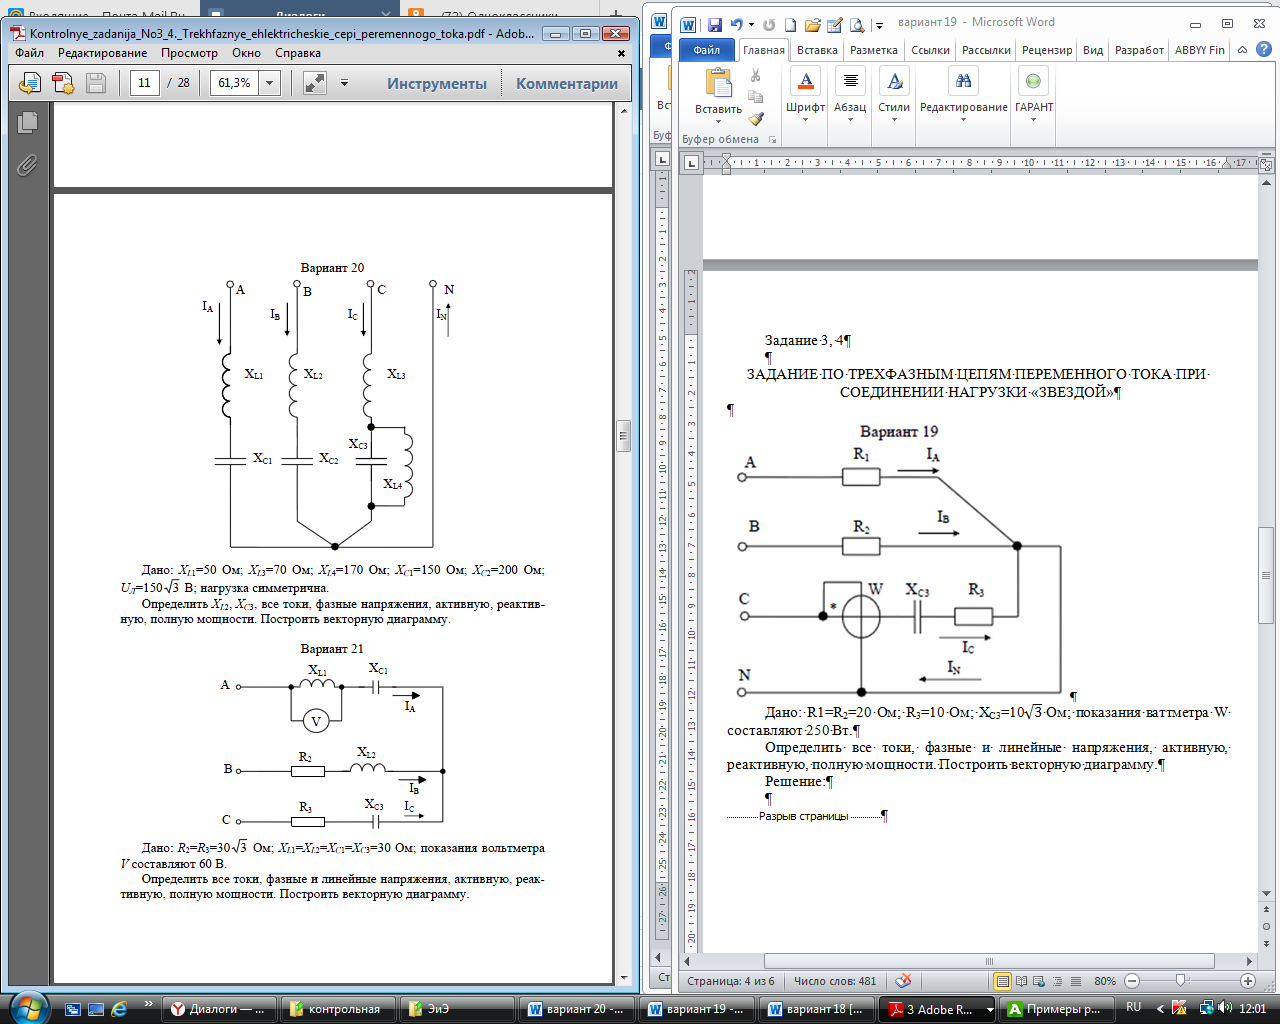 Диалоги
(72) Одноклассники
Kontrolnye_zadanija_No3_4._Trekhfaznye_ehlektricheskie_cepi_peremennogo_toka.pdf - Adob...
Файл Редактирование Просмотр Окно Справка
11 / 28 61,3% Инструменты Комментарии
Вариант 20
A B C N
IA IB IC IN
XL1 XL2 XL3
XC1 XC2 XC3
XL4
Дано: XL1=50 Ом; XL3=70 Ом; XL4=170 Ом; XC1=150 Ом; XC2=200 Ом;
UЛ=150√3 В; нагрузка симметрична.
Определить XL2, XC3, все токи, фазные напряжения, активную, реактив-
ную, полную мощности. Построить векторную диаграмму.
Вариант 21
XL1 XC1
A
IA
V
R2 XL2
B
IB
R3 XC3 IC
C
Дано: R2=R3=30√3 Ом; XL1=XL2=XC1=XC3=30 Ом; показания вольтметра
V составляют 60 В.
Определить все токи, фазные и линейные напряжения, активную, реак-
тивную, полную мощности. Построить векторную диаграмму.
вариант 19 - Microsoft Word
Файл Главная Вставка Разметка Ссылки Рассылки Рецензир Вид Разработ ABBYY Fin
Вставить Шрифт Абзац Стили Редактирование ГАРАНТ
Буфер обмена
Задание 3, 4¶
¶
ЗАДАНИЕ ПО ТРЕХФАЗНЫМ ЦЕПЯМ ПЕРЕМЕННОГО ТОКА ПРИ
СОЕДИНЕНИИ НАГРУЗКИ «ЗВЕЗДОЙ»¶
¶
Вариант 19
A R1 IA
B R2 IB
C * W XC3 R3
IC
N IN
¶
Дано: R1=R2=20 Ом; R3=10 Ом; XC3=10√3 Ом; показания ваттметра W
составляют 250 Вт.¶
Определить все токи, фазные и линейные напряжения, активную,
реактивную, полную мощности. Построить векторную диаграмму.¶
Решение:¶
¶
Разрыв страницы¶
Страница: 4 из 6 Число слов: 481 80%
Диалоги — ... контрольная ЭиЭ вариант 20 -... вариант 19 -... вариант 18 [... 3 Adobe R... Примеры р... RU 12:01